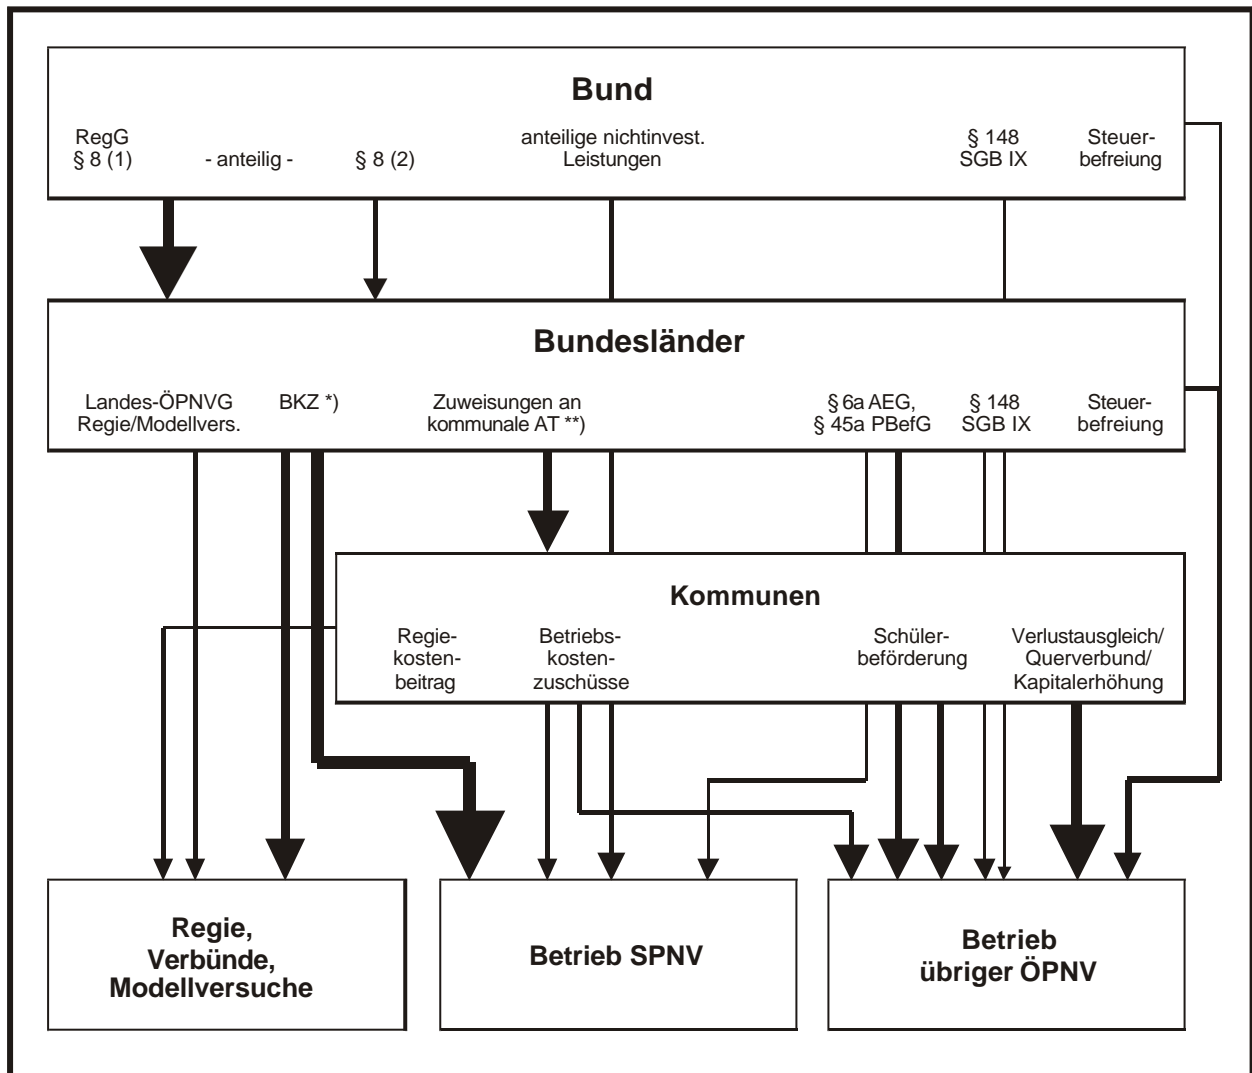 Bund
RegG
§ 8 (1)
- anteilig -
§ 8 (2)
anteilige nichtinvest.
Leistungen
§ 148
SGB IX
Steuer-
befreiung
Bundesländer
Landes-ÖPNVG
Regie/Modellvers.
BKZ *)
Zuweisungen an
kommunale AT **)
§ 6a AEG,
§ 45a PBefG
§ 148
SGB IX
Steuer-
befreiung
Kommunen
Regie-
kosten-
beitrag
Betriebs-
kosten-
zuschüsse
Schüler-
beförderung
Verlustausgleich/
Querverbund/
Kapitalerhöhung
Regie,
Verbünde,
Modellversuche
Betrieb SPNV
Betrieb
übriger ÖPNV